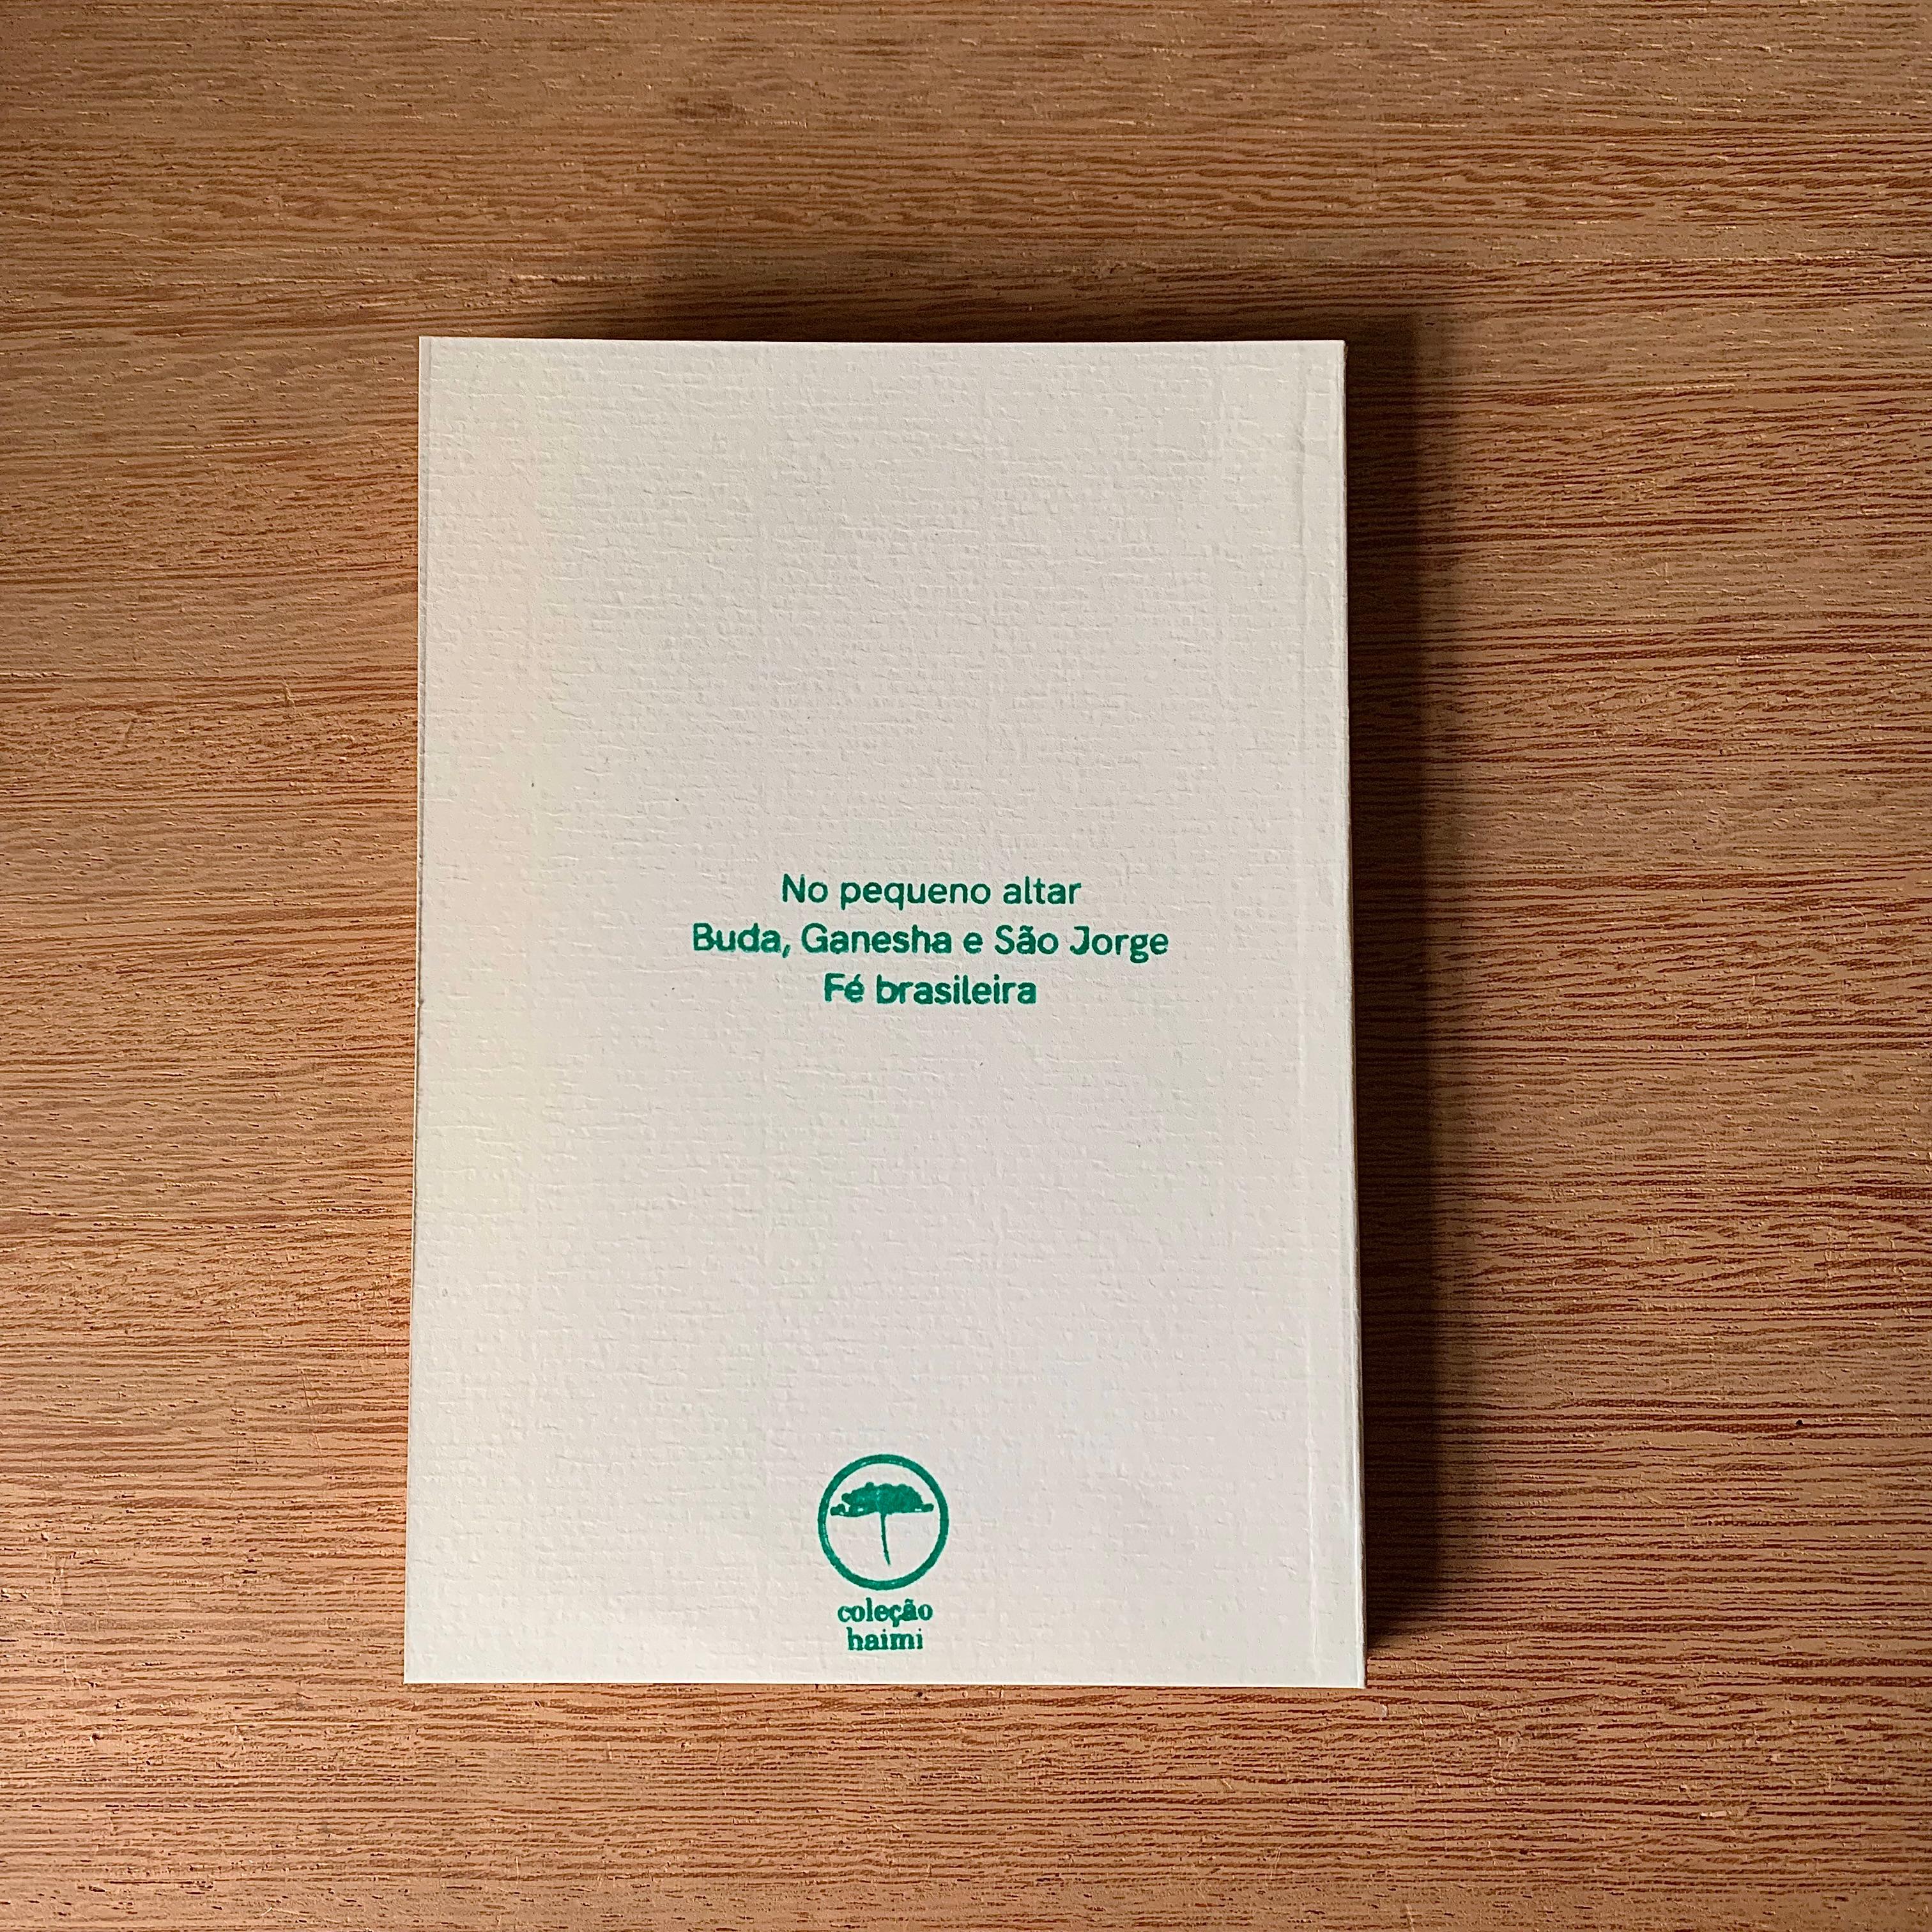 No pequeno altar
Buda, Ganesha e São Jorge
Fé brasileira
coleção
haimi